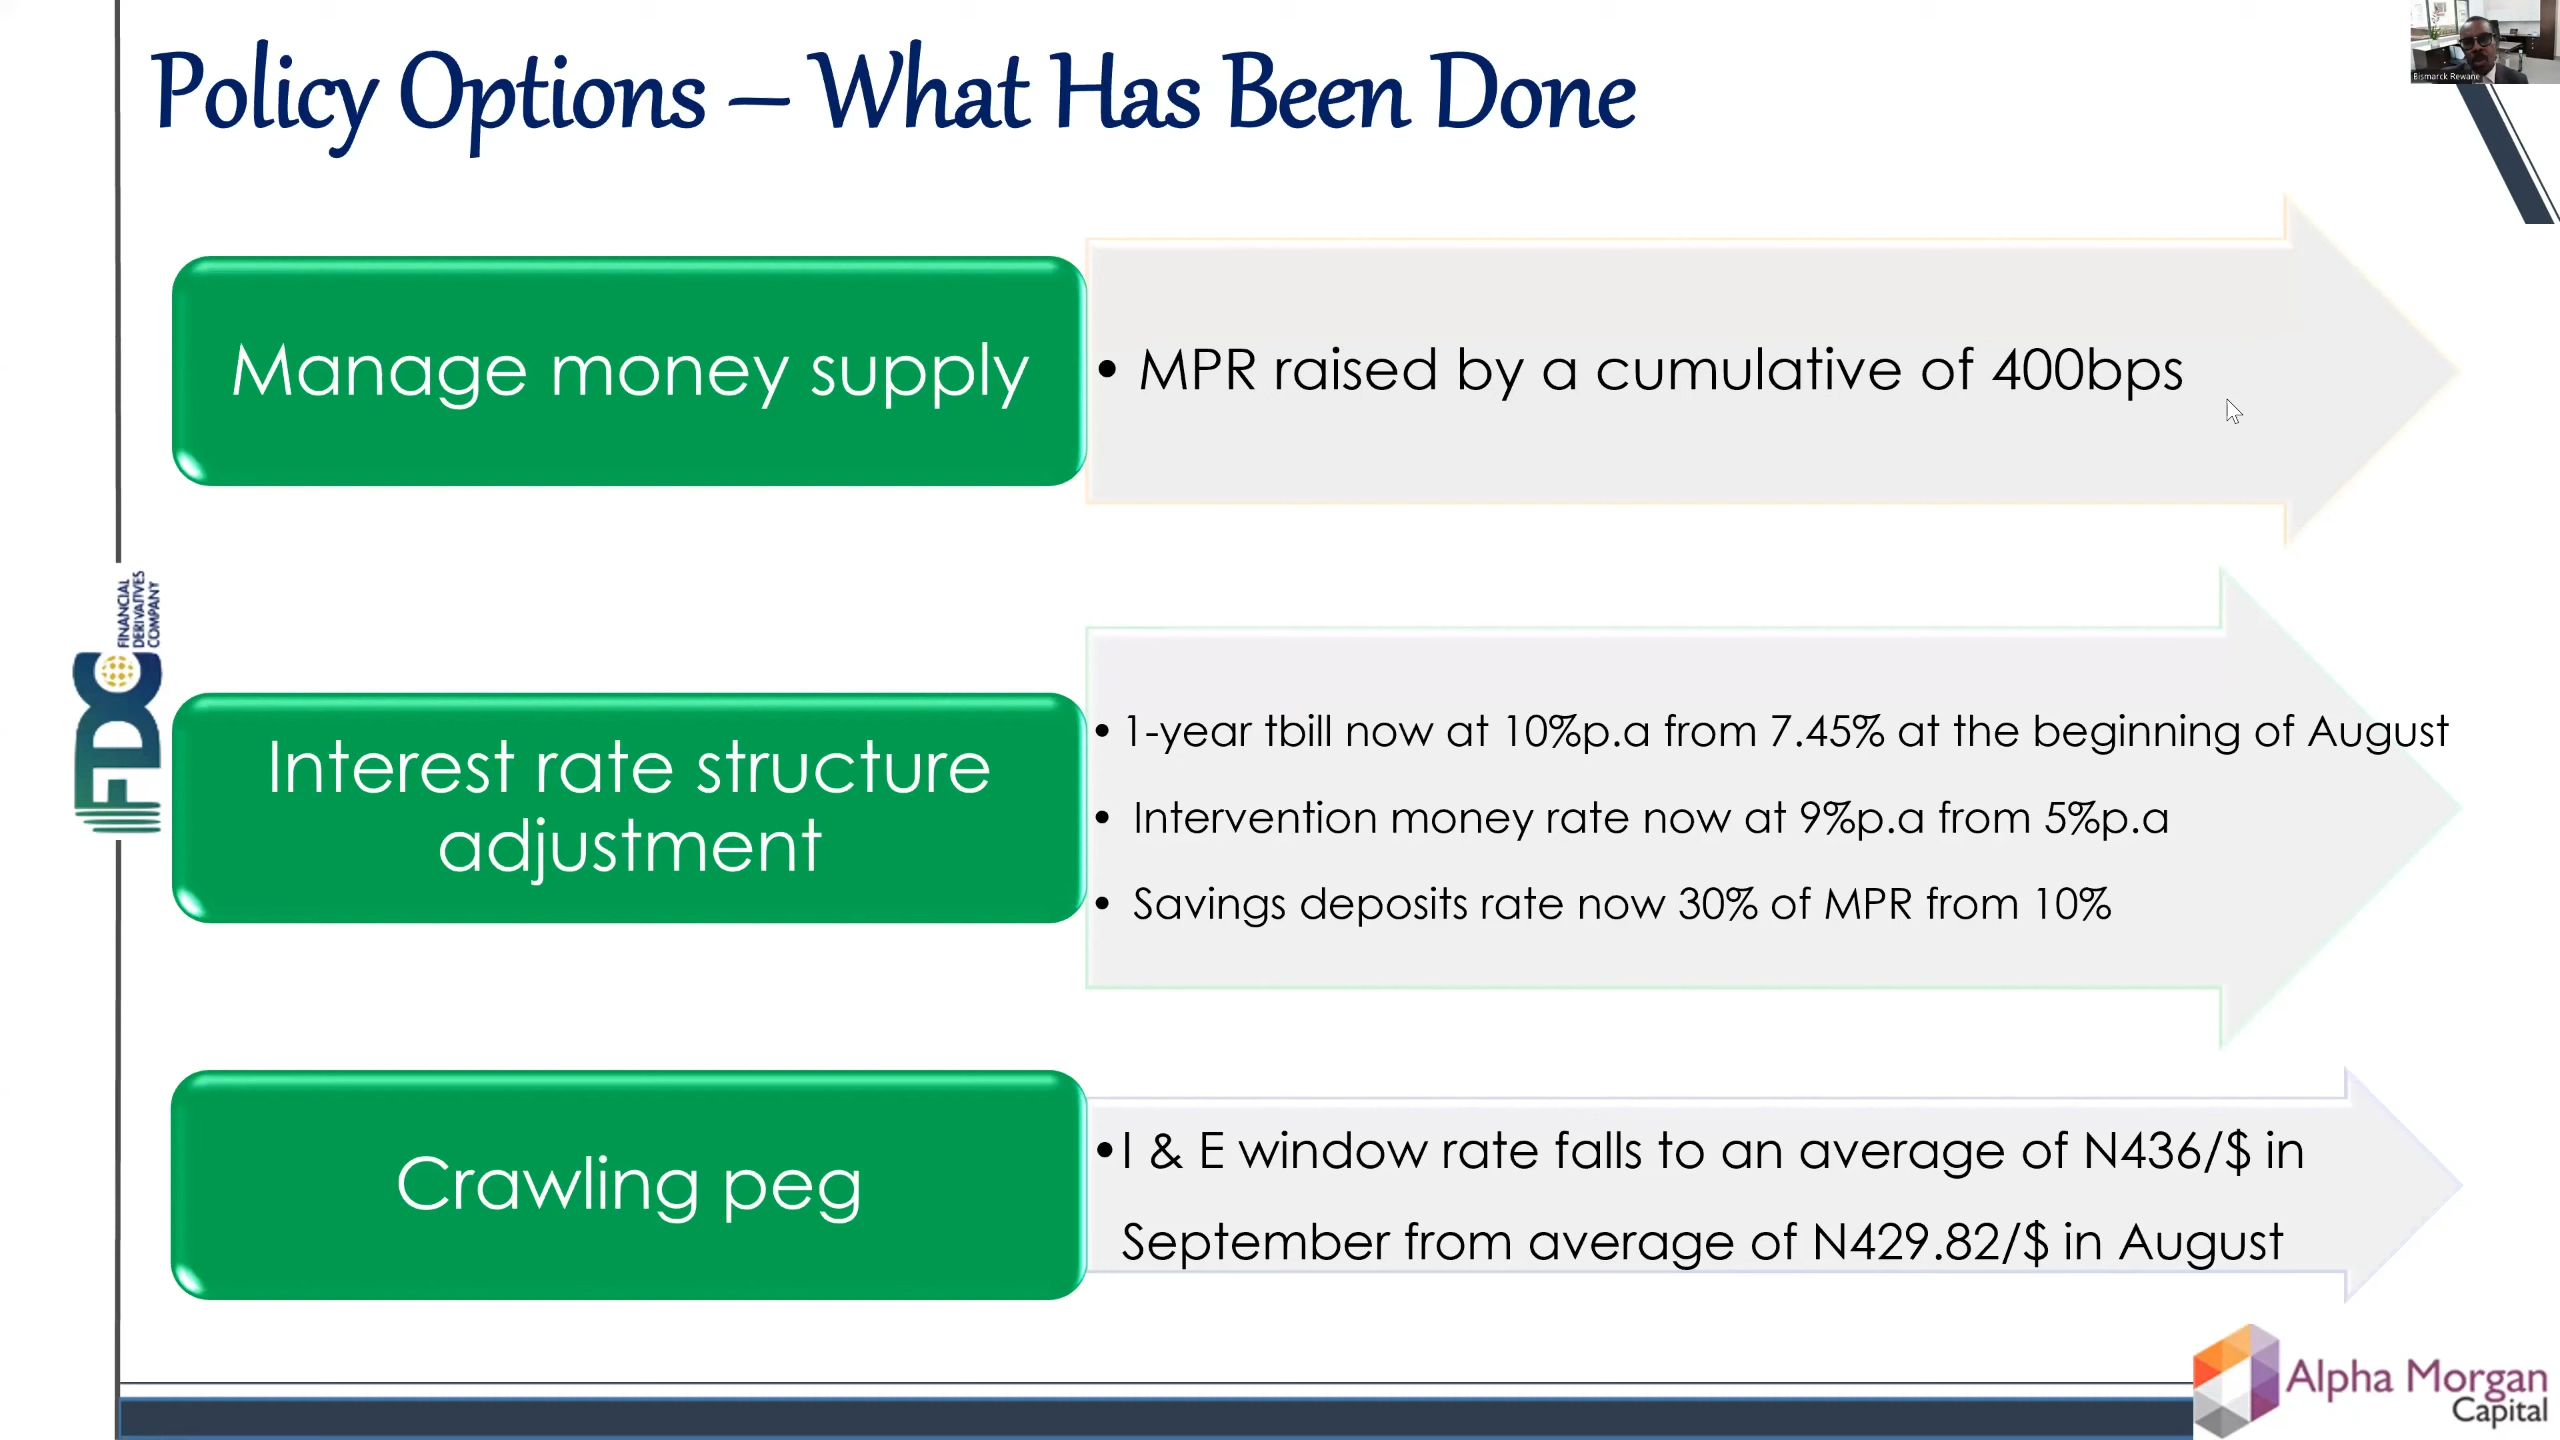 Policy Options – What Has Been Done
Bismarck Rewane
Manage money supply
• MPR raised by a cumulative of 400bps
FINANCIAL
DERIVATIVES
COMPANY
FDC
Interest rate structure
adjustment
• 1-year tbill now at 10%p.a from 7.45% at the beginning of August
• Intervention money rate now at 9%p.a from 5%p.a
• Savings deposits rate now 30% of MPR from 10%
Crawling peg
•I & E window rate falls to an average of N436/$ in
September from average of N429.82/$ in August
Alpha Morgan
Capital